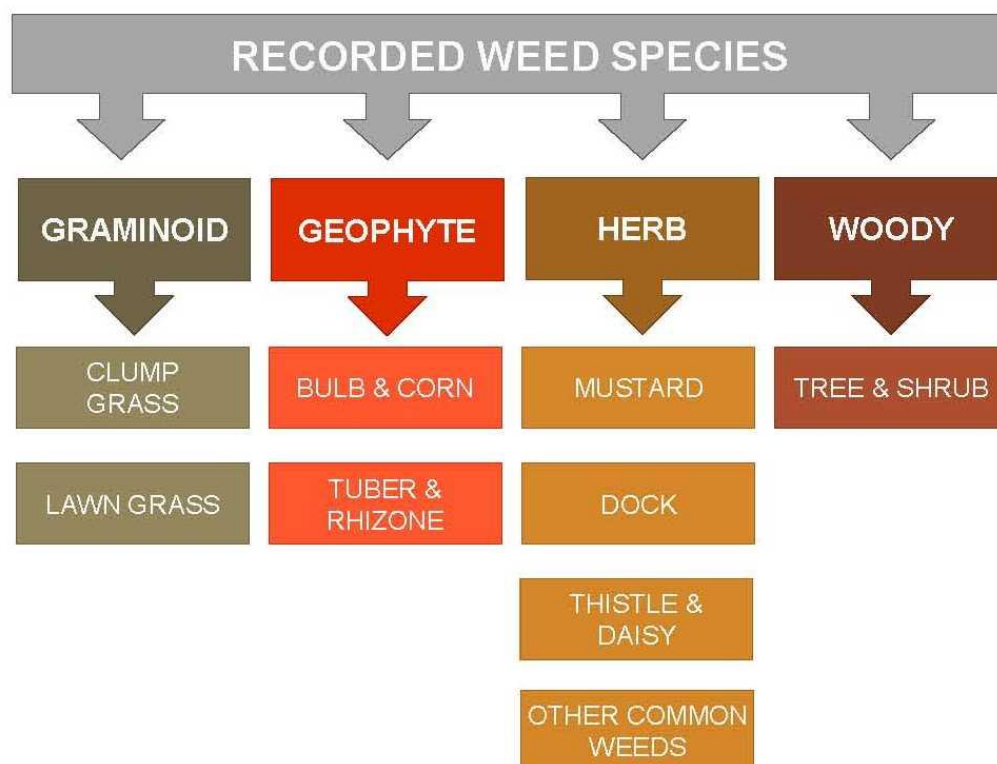 RECORDED WEED SPECIES
GRAMINOID
GEOPHYTE
HERB
WOODY
CLUMP
GRASS
BULB & CORN
MUSTARD
TREE & SHRUB
LAWN GRASS
TUBER &
RHIZONE
DOCK
THISTLE &
DAISY
OTHER COMMON
WEEDS